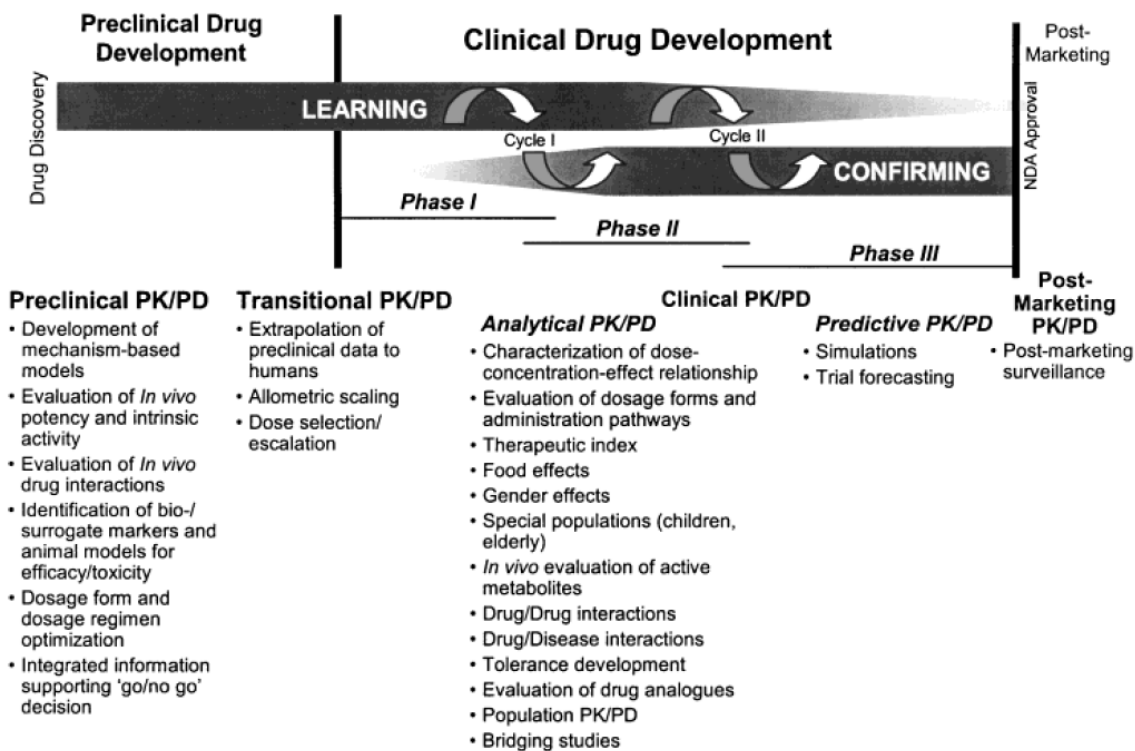 Preclinical Drug
Development
Clinical Drug Development
Post-
Marketing
Drug Discovery
LEARNING
Cycle I
Cycle II
CONFIRMING
NDA Approval
Phase I
Phase II
Phase III
Preclinical PK/PD
• Development of
mechanism-based
models
• Evaluation of In vivo
potency and intrinsic
activity
• Evaluation of In vivo
drug interactions
• Identification of bio-/
surrogate markers and
animal models for
efficacy/toxicity
• Dosage form and
dosage regimen
optimization
• Integrated information
supporting ‘go/no go’
decision
Transitional PK/PD
• Extrapolation of
preclinical data to
humans
• Allometric scaling
• Dose selection/
escalation
Clinical PK/PD
Analytical PK/PD
• Characterization of dose-
concentration-effect relationship
• Evaluation of dosage forms and
administration pathways
• Therapeutic index
• Food effects
• Gender effects
• Special populations (children,
elderly)
• In vivo evaluation of active
metabolites
• Drug/Drug interactions
• Drug/Disease interactions
• Tolerance development
• Evaluation of drug analogues
• Population PK/PD
• Bridging studies
Predictive PK/PD
• Simulations
• Trial forecasting
Post-
Marketing
PK/PD
• Post-marketing
surveillance